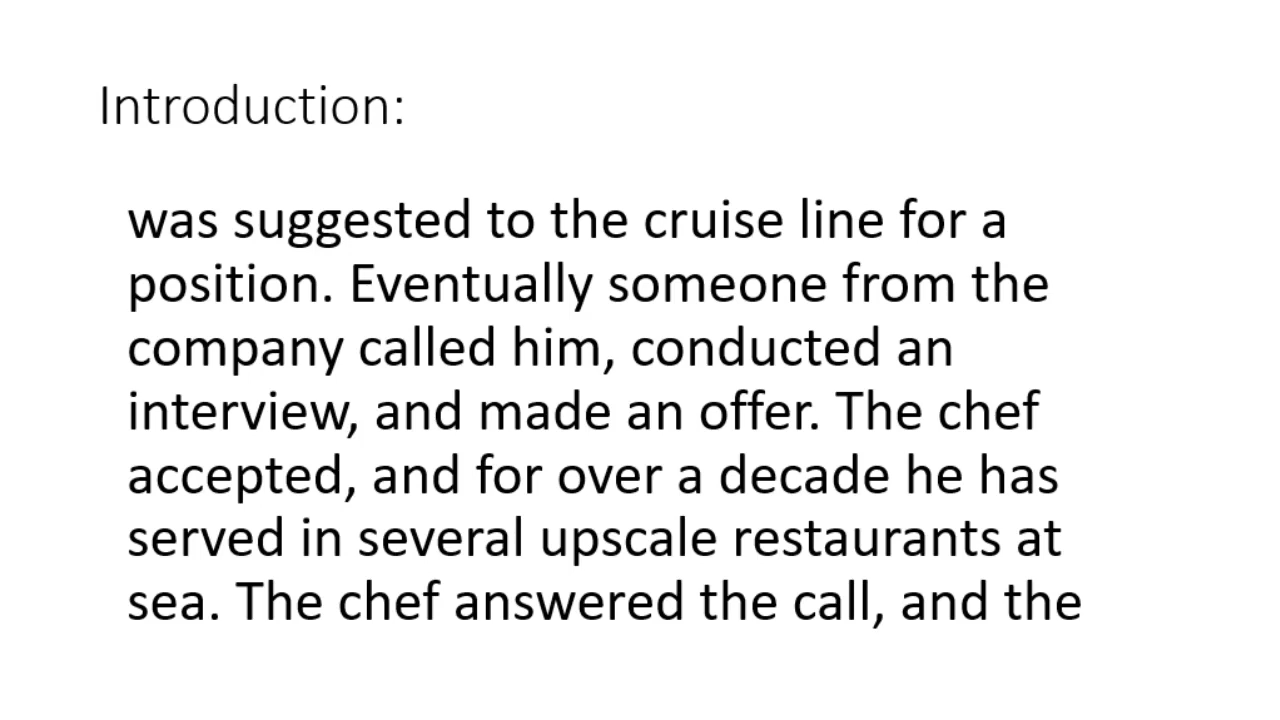 Introduction:
was suggested to the cruise line for a
position. Eventually someone from the
company called him, conducted an
interview, and made an offer. The chef
accepted, and for over a decade he has
served in several upscale restaurants at
sea. The chef answered the call, and the